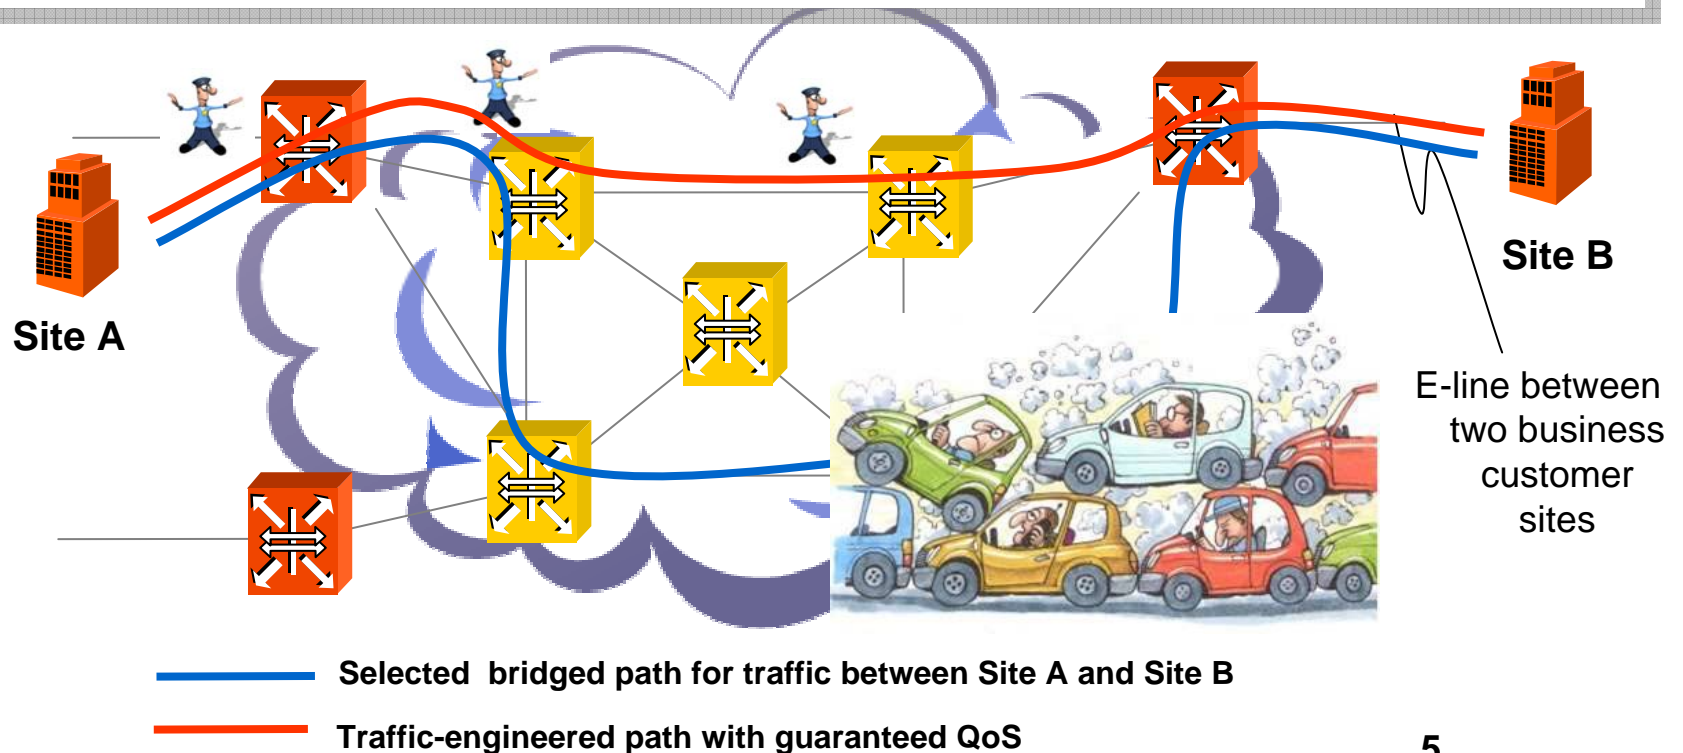 Site A
Site B
E-line between
two business
customer
sites
Selected bridged path for traffic between Site A and Site B
Traffic-engineered path with guaranteed QoS
5